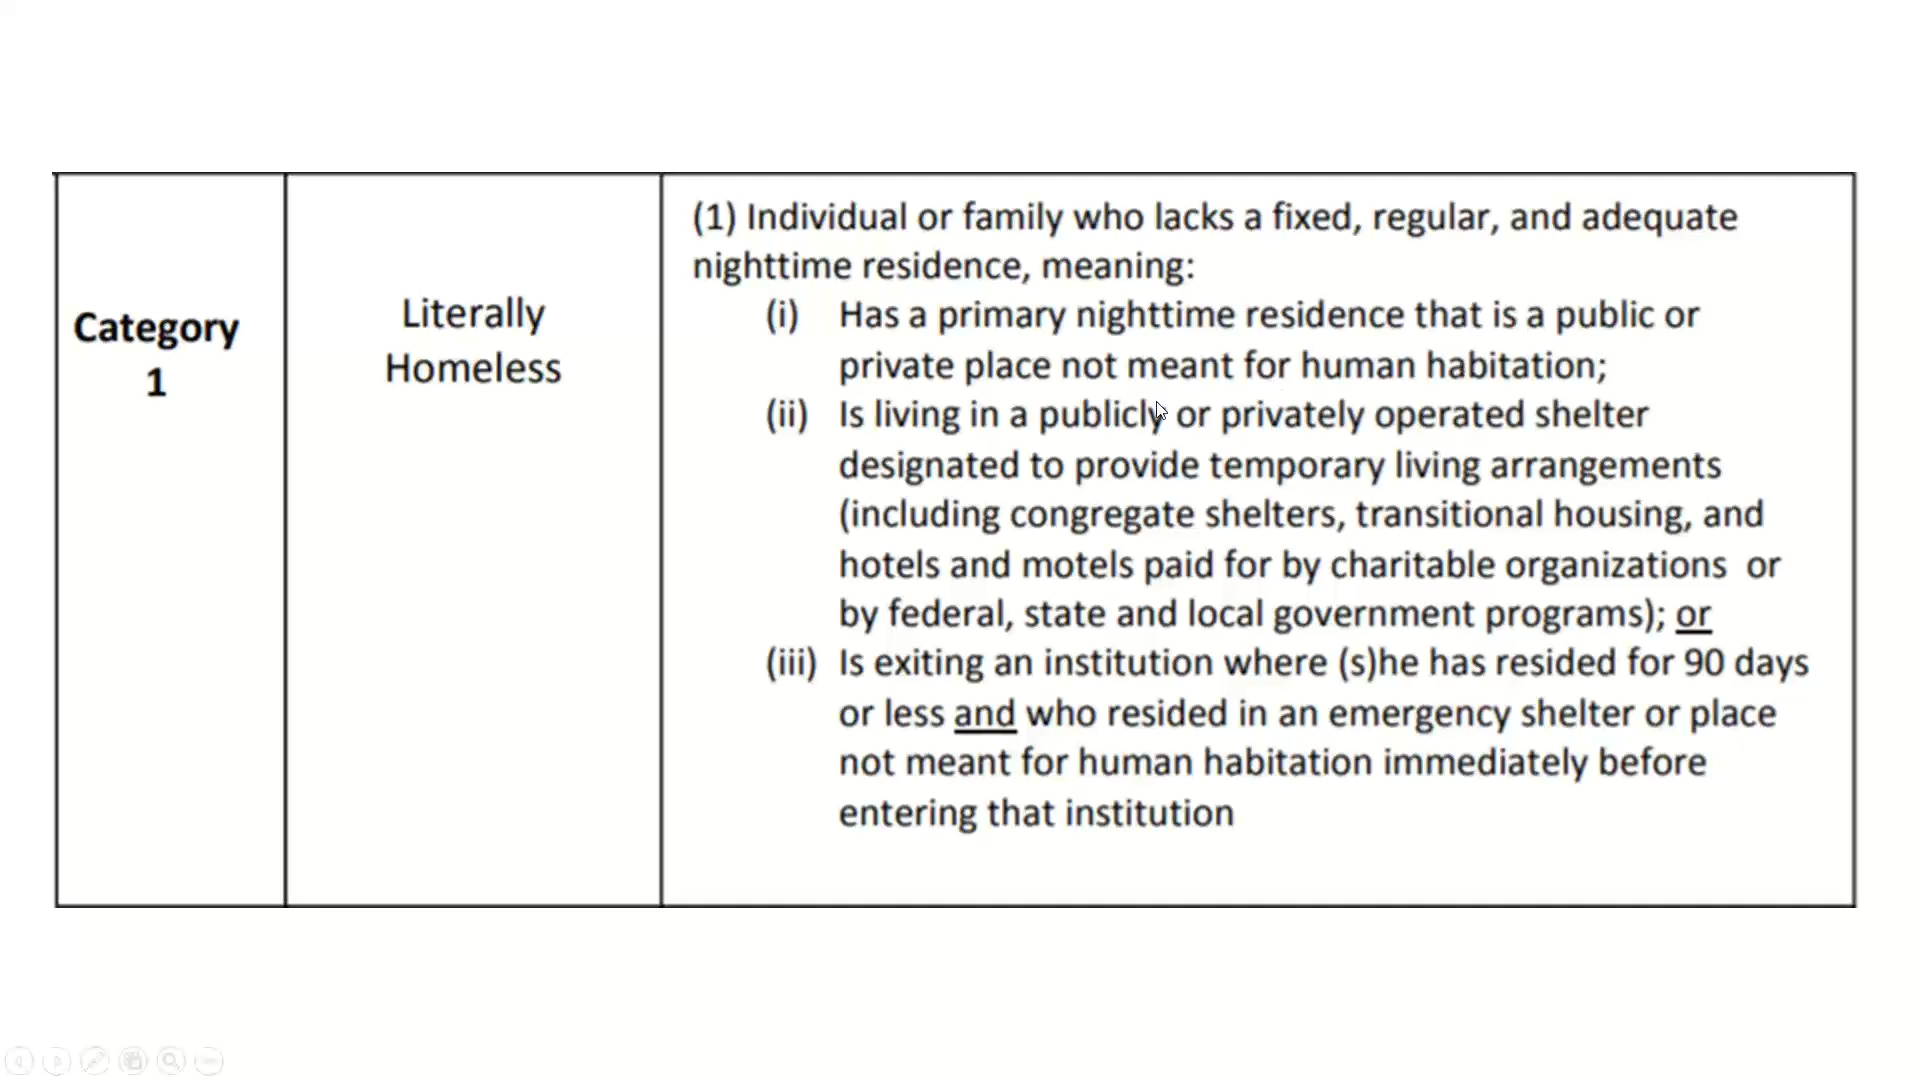 Category
1
Literally
Homeless
(1) Individual or family who lacks a fixed, regular, and adequate
nighttime residence, meaning:
(i) Has a primary nighttime residence that is a public or
private place not meant for human habitation;
(ii) Is living in a publicly or privately operated shelter
designated to provide temporary living arrangements
(including congregate shelters, transitional housing, and
hotels and motels paid for by charitable organizations or
by federal, state and local government programs); or
(iii) Is exiting an institution where (s)he has resided for 90 days
or less and who resided in an emergency shelter or place
not meant for human habitation immediately before
entering that institution